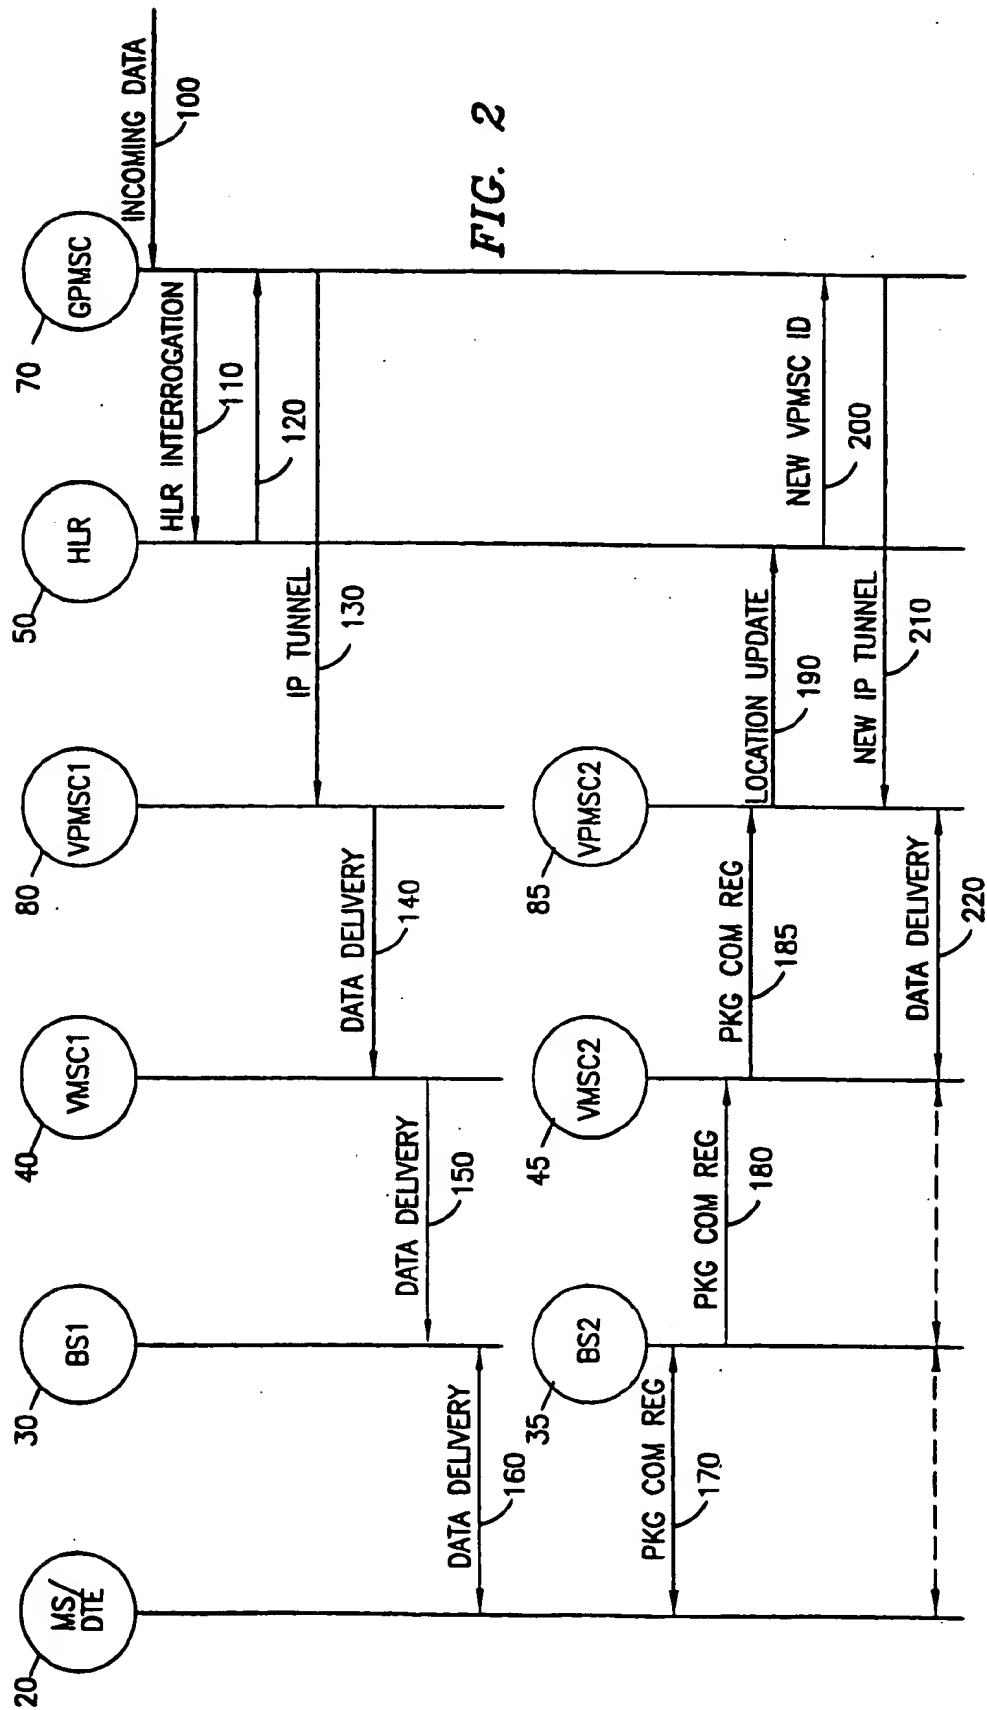 20
MS/
DTE
30
BS1
40
VMSC1
80
VPMSC1
50
HLR
70
GPMSC
INCOMING DATA
100
HLR INTERROGATION
110
120
IP TUNNEL
130
DATA DELIVERY
140
DATA DELIVERY
150
DATA DELIVERY
160
FIG. 2
35
BS2
45
VMSC2
85
VPMSC2
PKG COM REG
170
PKG COM REG
180
PKG COM REG
185
LOCATION UPDATE
190
NEW VPMSC ID
200
NEW IP TUNNEL
210
DATA DELIVERY
220